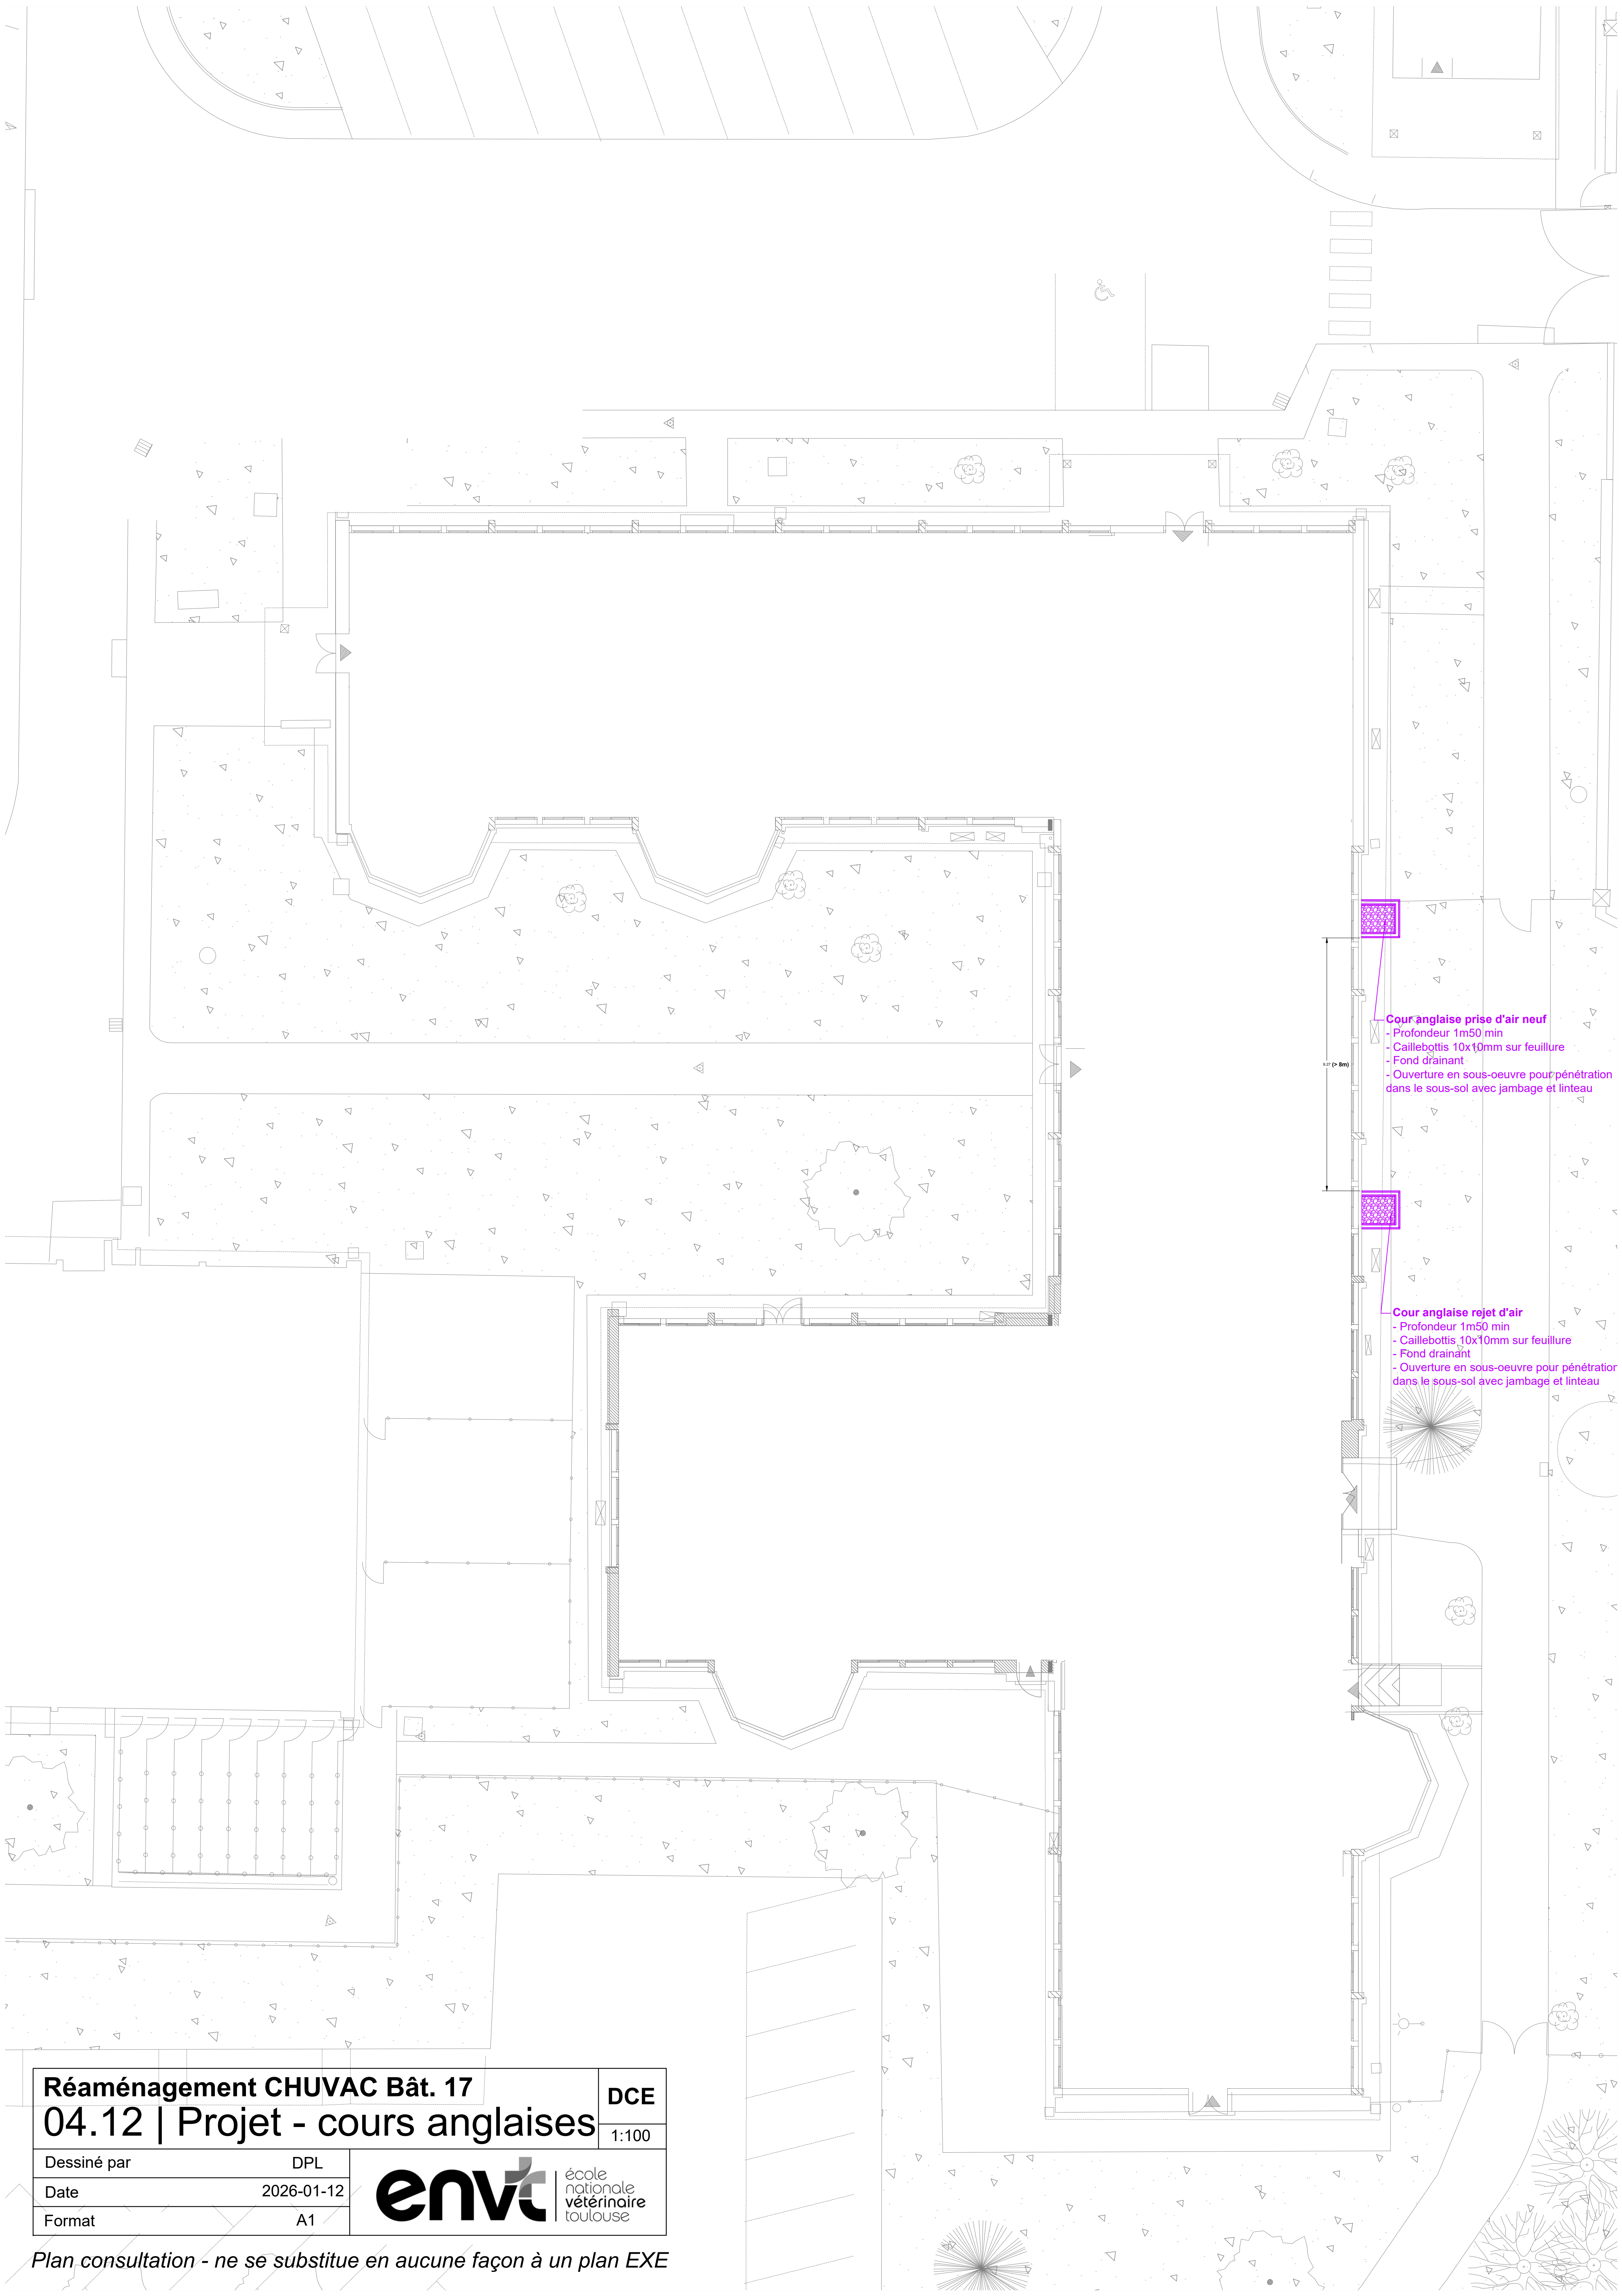 Cour anglaise prise d'air neuf
- Profondeur 1m50 min
- Caillebottis 10x10mm sur feuillure
- Fond drainant
- Ouverture en sous-oeuvre pour pénétration
dans le sous-sol avec jambage et linteau
(> 8m)
Cour anglaise rejet d'air
- Profondeur 1m50 min
- Caillebottis 10x10mm sur feuillure
- Fond drainant
- Ouverture en sous-oeuvre pour pénétration
dans le sous-sol avec jambage et linteau
Réaménagement CHUVAC Bât. 17
04.12 | Projet - cours anglaises
DCE
1:100
Dessiné par DPL
Date 2026-01-12
Format A1
envt
école
nationale
vétérinaire
toulouse
Plan consultation - ne se substitue en aucune façon à un plan EXE